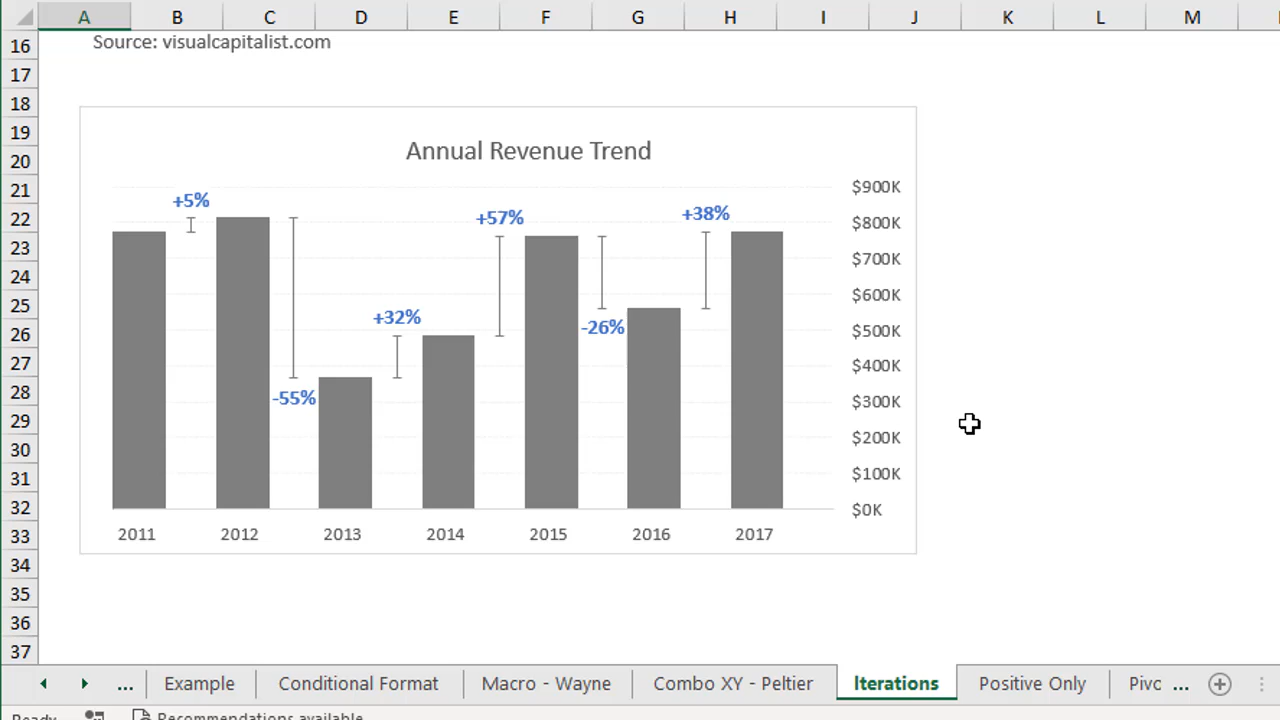 A B C D E F G H I J K L M
16 Source: visualcapitalist.com
17
18
19
20 Annual Revenue Trend
21 +5% +57% +38% $900K
22 $800K
23 $700K
24 $600K
25 +32% -26% $500K
26 $400K
27 -55% $300K
28 $200K
29 $100K
30 $0K
31 2011 2012 2013 2014 2015 2016 2017
32
33
34
35
36
37
... Example Conditional Format Macro - Wayne Combo XY - Peltier Iterations Positive Only Pivc ...
Ready Recommendations available